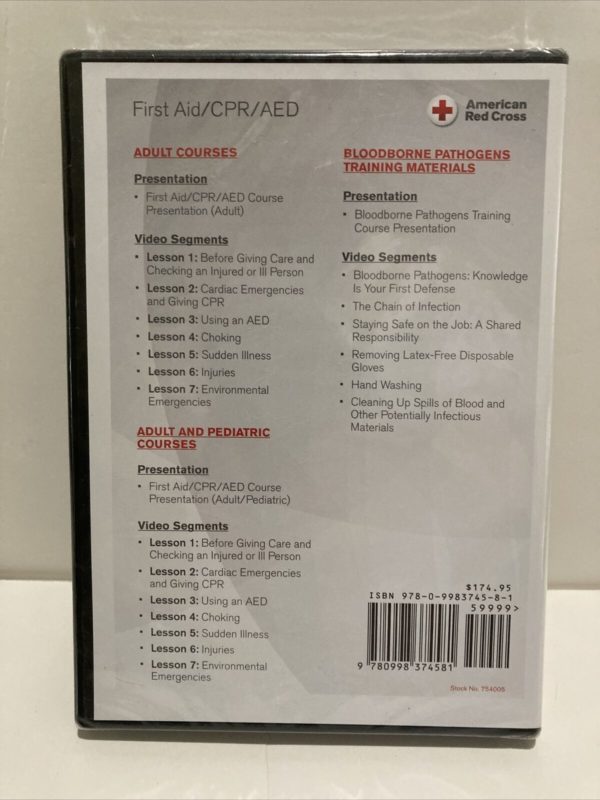 First Aid/CPR/AED
American
Red Cross
ADULT COURSES
Presentation
• First Aid/CPR/AED Course
Presentation (Adult)
Video Segments
• Lesson 1: Before Giving Care and
Checking an Injured or Ill Person
• Lesson 2: Cardiac Emergencies
and Giving CPR
• Lesson 3: Using an AED
• Lesson 4: Choking
• Lesson 5: Sudden Illness
• Lesson 6: Injuries
• Lesson 7: Environmental
Emergencies
ADULT AND PEDIATRIC
COURSES
Presentation
• First Aid/CPR/AED Course
Presentation (Adult/Pediatric)
Video Segments
• Lesson 1: Before Giving Care and
Checking an Injured or Ill Person
• Lesson 2: Cardiac Emergencies
and Giving CPR
• Lesson 3: Using an AED
• Lesson 4: Choking
• Lesson 5: Sudden Illness
• Lesson 6: Injuries
• Lesson 7: Environmental
Emergencies
BLOODBORNE PATHOGENS
TRAINING MATERIALS
Presentation
• Bloodborne Pathogens Training
Course Presentation
Video Segments
• Bloodborne Pathogens: Knowledge
Is Your First Defense
• The Chain of Infection
• Staying Safe on the Job: A Shared
Responsibility
• Removing Latex-Free Disposable
Gloves
• Hand Washing
• Cleaning Up Spills of Blood and
Other Potentially Infectious
Materials
$174.95
ISBN 978-0-9983745-8-1
59999>
9 780998 374581
Stock No. 754005